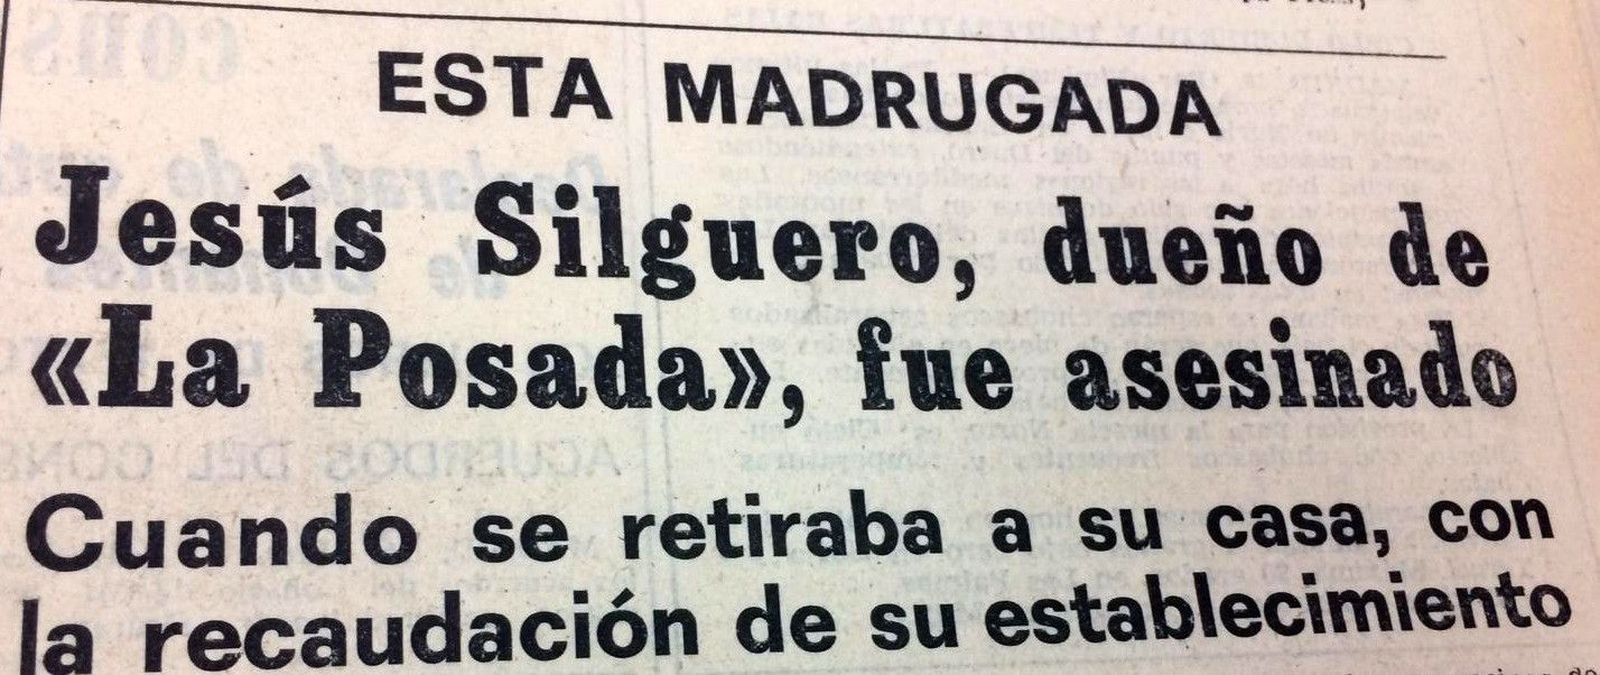 ESTA MADRUGADA
Jesús Silguero, dueño de
«La Posada», fue asesinado
Cuando se retiraba a su casa, con
la recaudación de su establecimiento